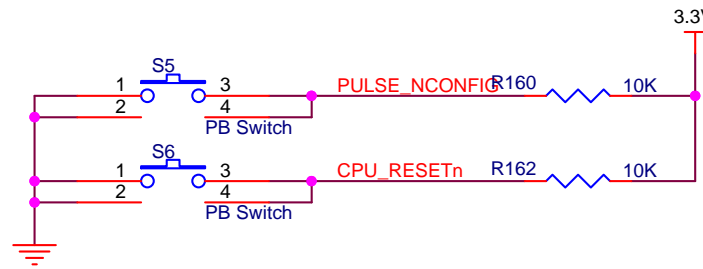 3.3V
S5
1 3 PULSE_NCONFIG R160 10K
2 4
PB Switch
S6
1 3 CPU_RESETn R162 10K
2 4
PB Switch